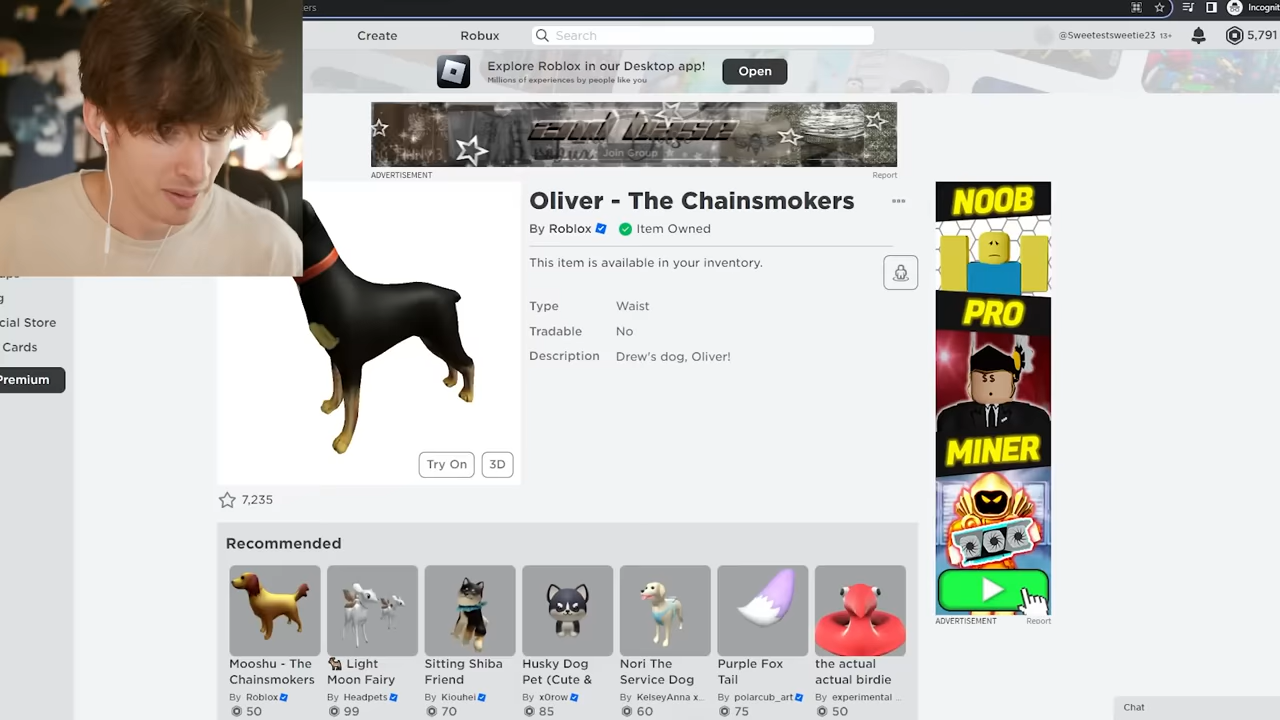 ers
Incognit
Create
Robux
Search
@Sweetestsweetie23 13+
5,791
Explore Roblox in our Desktop app!
Millions of experiences by people like you
Open
Join Group
ADVERTISEMENT
Report
Oliver - The Chainsmokers
By Roblox
Item Owned
This item is available in your inventory.
Type
Waist
Tradable
No
Description
Drew's dog, Oliver!
Try On
3D
7,235
g
cial Store
Cards
Premium
NOOB
PRO
MINER
ADVERTISEMENT
Report
Recommended
Mooshu - The
Chainsmokers
By Roblox
50
Light
Moon Fairy
By Headpets
99
Sitting Shiba
Friend
By Kiouhei
70
Husky Dog
Pet (Cute &
By x0row
85
Nori The
Service Dog
By KelseyAnna x...
60
Purple Fox
Tail
By polarcub_art
75
the actual
actual birdie
By experimental ...
50
Chat